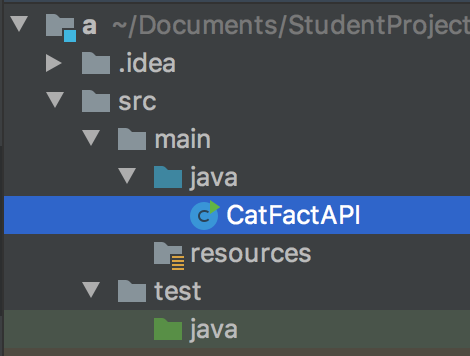 a ~/Documents/StudentProject
.idea
src
main
java
C CatFactAPI
resources
test
java